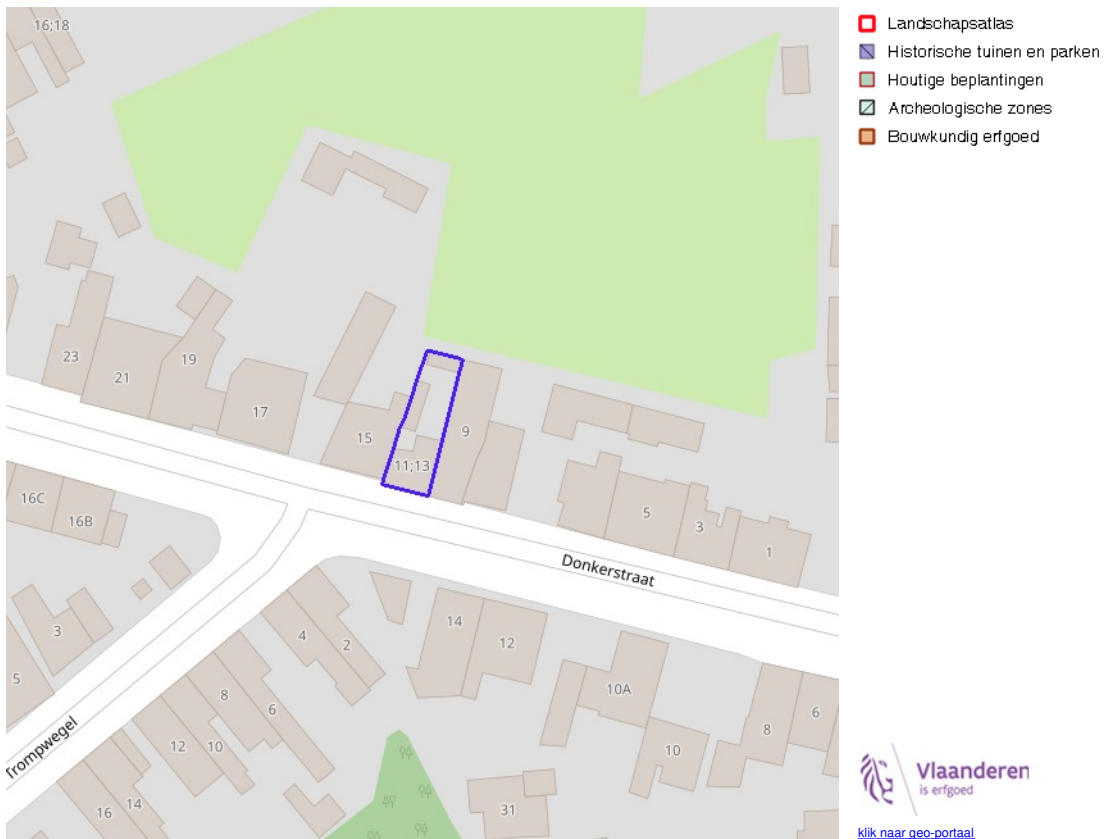 16;18
23
21
19
17
15
11;13
9
5
3
1
16C
16B
Donkerstraat
3
5
4
2
14
12
10A
10
8
6
8
6
12
10
Trompwegel
16
14
31
Landschapsatlas
Historische tuinen en parken
Houtige beplantingen
Archeologische zones
Bouwkundig erfgoed
Vlaanderen
is erfgoed
klik naar geo-portaal